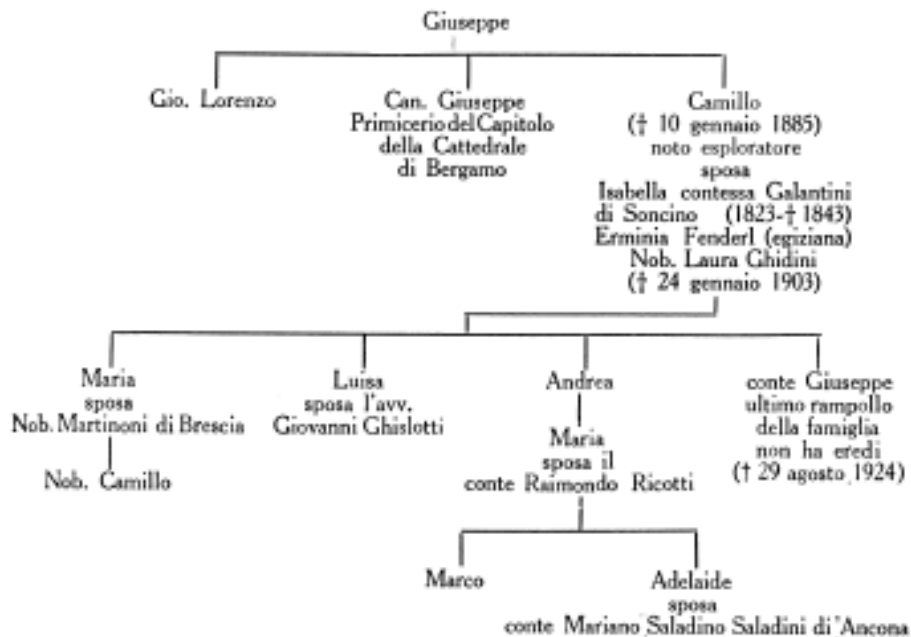 Giuseppe
Gio. Lorenzo
Can. Giuseppe
Primicerio del Capitolo
della Cattedrale
di Bergamo
Camillo
(† 10 gennaio 1885)
noto esploratore
sposa
Isabella contessa Galantini
di Soncino (1823-† 1843)
Erminia Fenderl (egiziana)
Nob. Laura Ghidini
(† 24 gennaio 1903)
Maria
sposa
Nob. Martinoni di Brescia
Nob. Camillo
Luisa
sposa l'avv.
Giovanni Ghislotti
Andrea
Maria
sposa il
conte Raimondo Ricotti
conte Giuseppe
ultimo rampollo
della famiglia
non ha eredi
(† 29 agosto 1924)
Marco
Adelaide
sposa
conte Mariano Saladino Saladini di Ancona